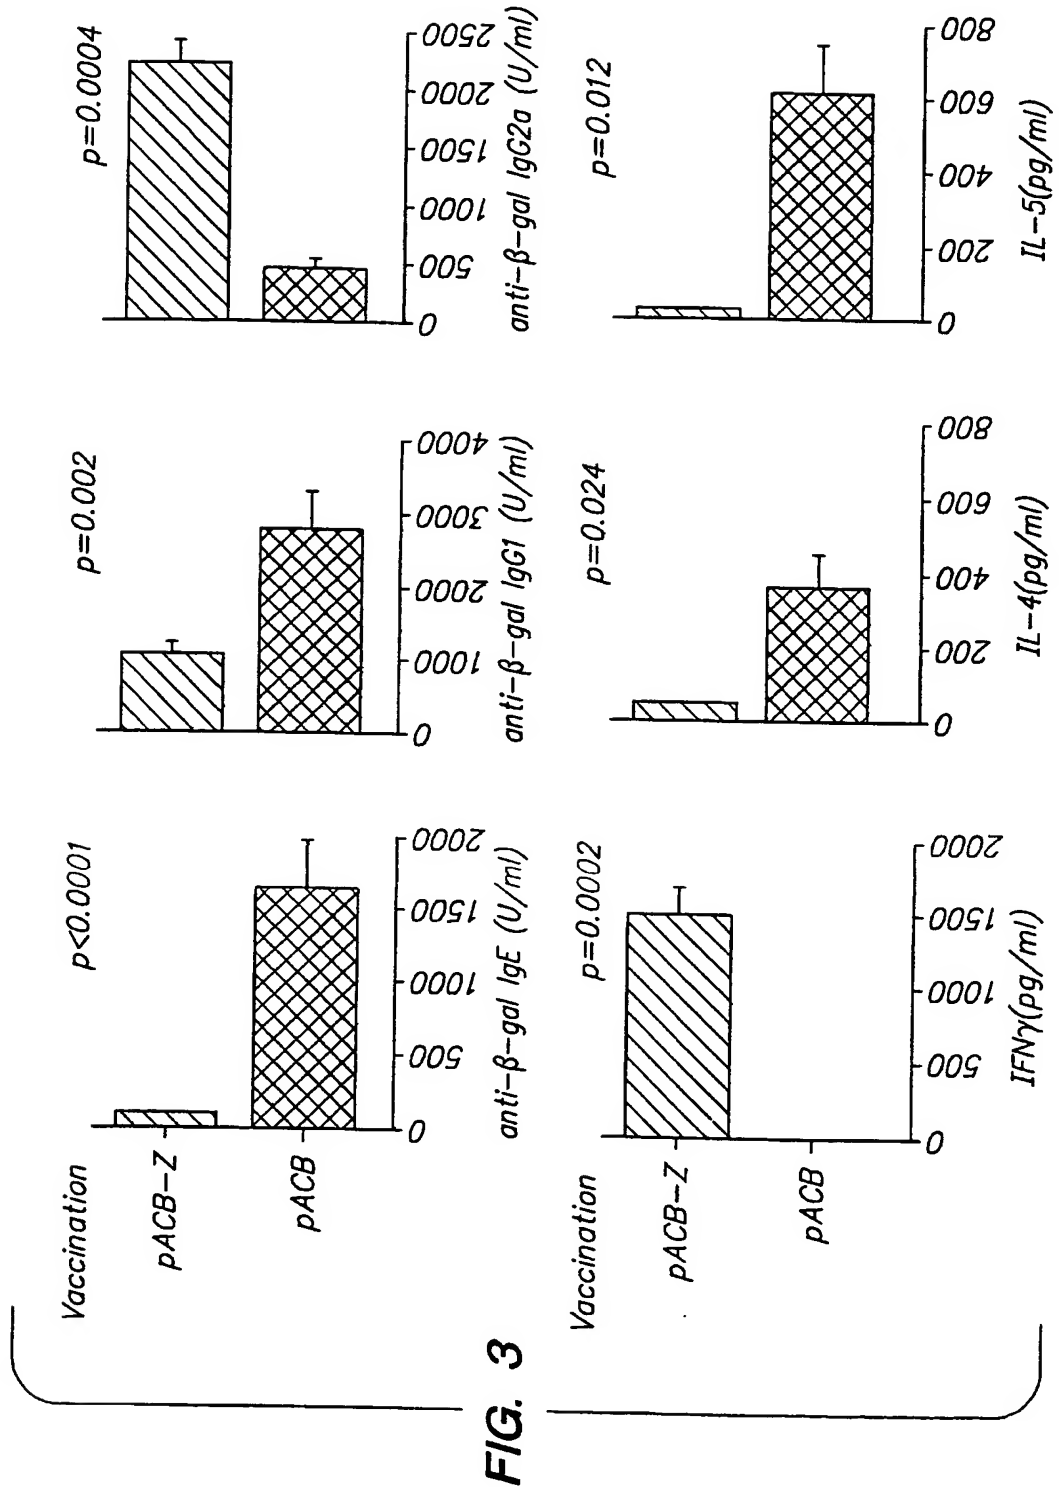 FIG. 3
Vaccination
pACB-Z
pACB
p<0.0001
0 500 1000 1500 2000
anti-β-gal IgE (U/ml)
p=0.002
0 1000 2000 3000 4000
anti-β-gal IgG1 (U/ml)
p=0.0004
0 500 1000 1500 2000 2500
anti-β-gal IgG2a (U/ml)
Vaccination
pACB-Z
pACB
p=0.0002
0 500 1000 1500 2000
IFNγ(pg/ml)
p=0.024
0 200 400 600 800
IL-4(pg/ml)
p=0.012
0 200 400 600 800
IL-5(pg/ml)